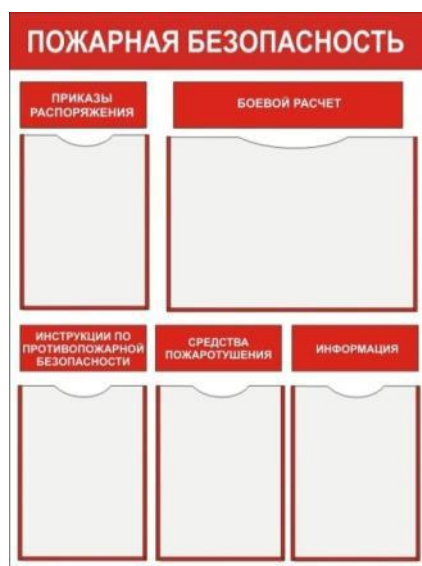 ПОЖАРНАЯ БЕЗОПАСНОСТЬ
ПРИКАЗЫ
РАСПОРЯЖЕНИЯ
БОЕВОЙ РАСЧЕТ
ИНСТРУКЦИИ ПО
ПРОТИВОПОЖАРНОЙ
БЕЗОПАСНОСТИ
СРЕДСТВА
ПОЖАРОТУШЕНИЯ
ИНФОРМАЦИЯ